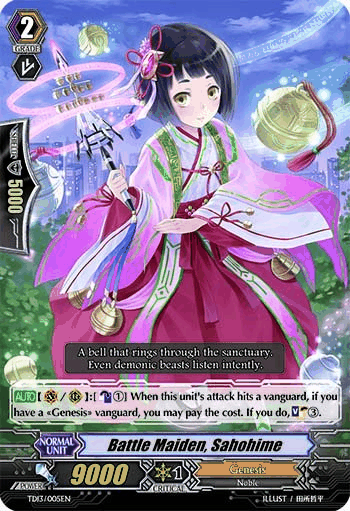 2
GRADE
SHIELD
5000
A bell that rings through the sanctuary.
Even demonic beasts listen intently.
AUTO [ / ]:[ ①] When this unit's attack hits a vanguard, if you
have a «Genesis» vanguard, you may pay the cost. If you do, ③.
NORMAL
UNIT
Battle Maiden, Sahohime
POWER
9000
1
CRITICAL
Genesis
Noble
TD13/005EN
ILLUST / 田所哲平